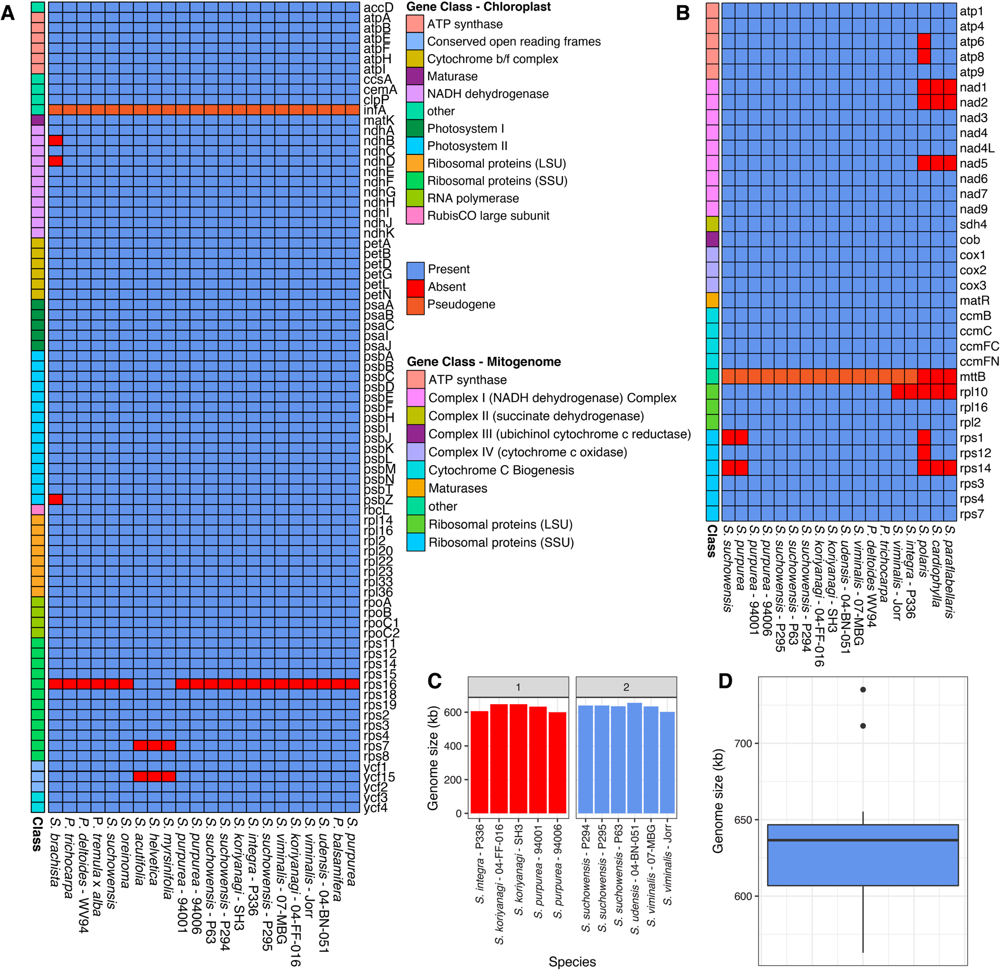 A
accD
atpA
atpB
atpE
atpF
atpH
atpI
ccsA
cemA
clpP
infA
matK
ndhA
ndhB
ndhC
ndhD
ndhE
ndhF
ndhG
ndhH
ndhI
ndhJ
ndhK
petA
petB
petD
petG
petL
petN
psaA
psaB
psaC
psaI
psaJ
psbA
psbB
psbC
psbD
psbE
psbF
psbH
psbI
psbJ
psbK
psbL
psbM
psbN
psbT
psbZ
rbcL
rpl14
rpl16
rpl2
rpl20
rpl22
rpl23
rpl33
rpl36
rpoA
rpoB
rpoC1
rpoC2
rps11
rps12
rps14
rps15
rps16
rps18
rps19
rps2
rps3
rps4
rps7
rps8
ycf1
ycf15
ycf2
ycf3
ycf4
Class
S. brachista
P. trichocarpa
P. deltoides - WV94
P. tremula x alba
S. suchowensis
S. oreinoma
S. acutifolia
S. helvetica
S. myrsinifolia
S. purpurea - 94001
S. purpurea - 94006
S. suchowensis - P63
S. suchowensis - P294
S. koriyanagi - SH3
S. integra - P336
S. suchowensis - P295
S. viminalis - 07-MBG
S. koriyanagi - 04-FF-016
S. viminalis - Jorr
S. udensis - 04-BN-051
P. balsamifera
S. purpurea
Gene Class - Chloroplast
ATP synthase
Conserved open reading frames
Cytochrome b/f complex
Maturase
NADH dehydrogenase
other
Photosystem I
Photosystem II
Ribosomal proteins (LSU)
Ribosomal proteins (SSU)
RNA polymerase
RubisCO large subunit
Present
Absent
Pseudogene
Gene Class - Mitogenome
ATP synthase
Complex I (NADH dehydrogenase) Complex
Complex II (succinate dehydrogenase)
Complex III (ubichinol cytochrome c reductase)
Complex IV (cytochrome c oxidase)
Cytochrome C Biogenesis
Maturases
other
Ribosomal proteins (LSU)
Ribosomal proteins (SSU)
B
atp1
atp4
atp6
atp8
atp9
nad1
nad2
nad3
nad4
nad4L
nad5
nad6
nad7
nad9
sdh4
cob
cox1
cox2
cox3
matR
ccmB
ccmC
ccmFC
ccmFN
mttB
rpl10
rpl16
rpl2
rps1
rps12
rps14
rps3
rps4
rps7
Class
S. suchowensis
S. purpurea
S. purpurea - 94001
S. purpurea - 94006
S. suchowensis - P295
S. suchowensis - P63
S. suchowensis - P294
S. koriyanagi - 04-FF-016
S. koriyanagi - SH3
S. udensis - 04-BN-051
S. viminalis - 07-MBG
P. deltoides WV94
P. trichocarpa
S. viminalis - Jorr
S. integra - P336
S. polaris
S. cardiophylla
S. paraflabellaris
C
1
2
Genome size (kb)
600
400
200
0
S. integra - P336
S. koriyanagi - 04-FF-016
S. koriyanagi - SH3
S. purpurea - 94001
S. purpurea - 94006
S. suchowensis - P294
S. suchowensis - P295
S. suchowensis - P63
S. udensis - 04-BN-051
S. viminalis - 07-MBG
S. viminalis - Jorr
Species
D
Genome size (kb)
700
650
600